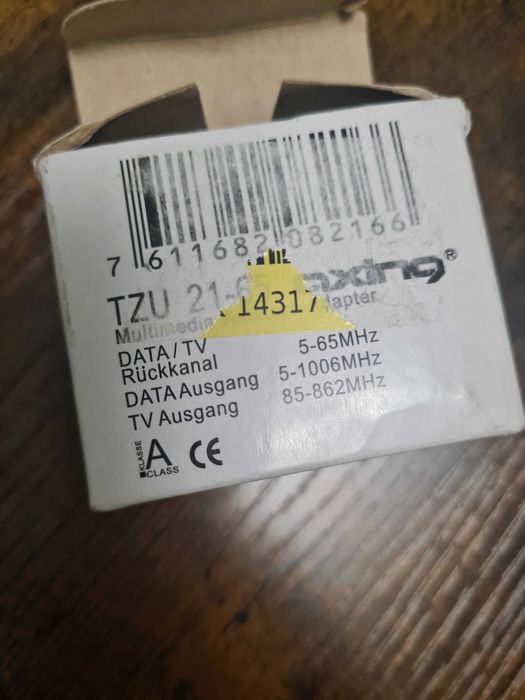 7 611682 082166
TZU 21-65 axing®
14317
Multimedia adapter
DATA/TV
Rückkanal 5-65MHz
DATA Ausgang 5-1006MHz
TV Ausgang 85-862MHz
KLASSE A CLASS CE